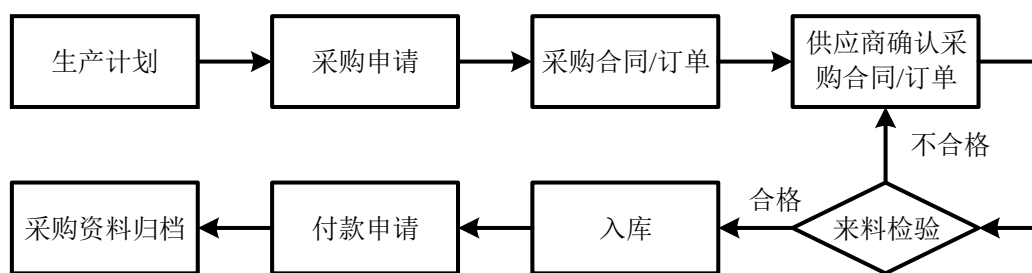 生产计划
采购申请
采购合同/订单
供应商确认采
购合同/订单
不合格
采购资料归档
付款申请
入库
合格
来料检验